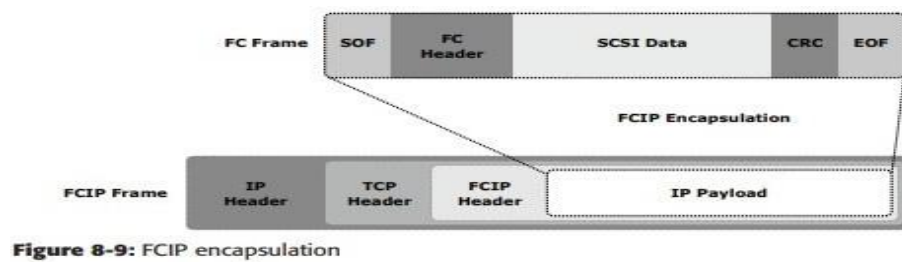 FC Frame SOF FC Header SCSI Data CRC EOF
FCIP Encapsulation
FCIP Frame IP Header TCP Header FCIP Header IP Payload
Figure 8-9: FCIP encapsulation